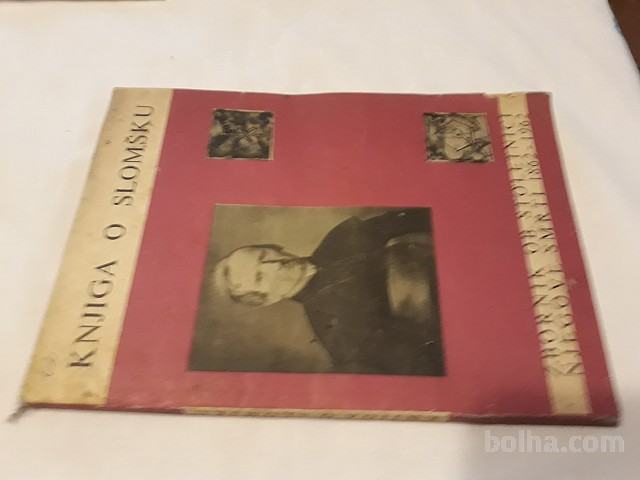 KNJIGA O SLOMŠKU
ZBORNIK OB STOLETNICI
NJEGOVE SMRTI 1862-1962
bolha.com